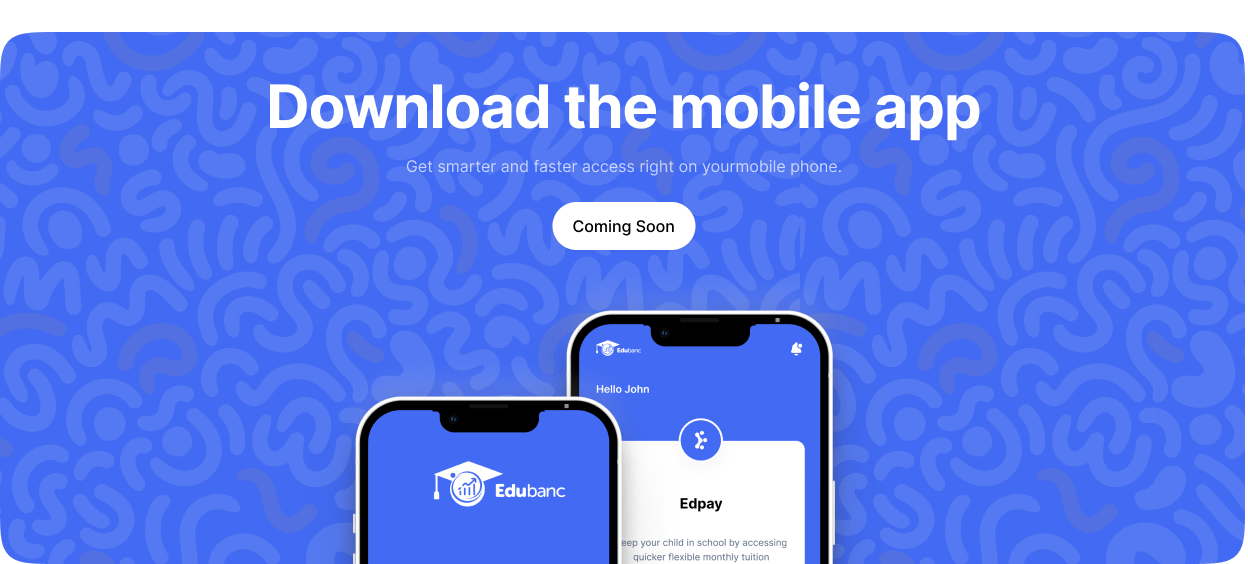 Download the mobile app
Get smarter and faster access right on yourmobile phone.
Coming Soon
Edubanc
Hello John
Edubanc
Edpay
eep your child in school by accessing
quicker flexible monthly tuition